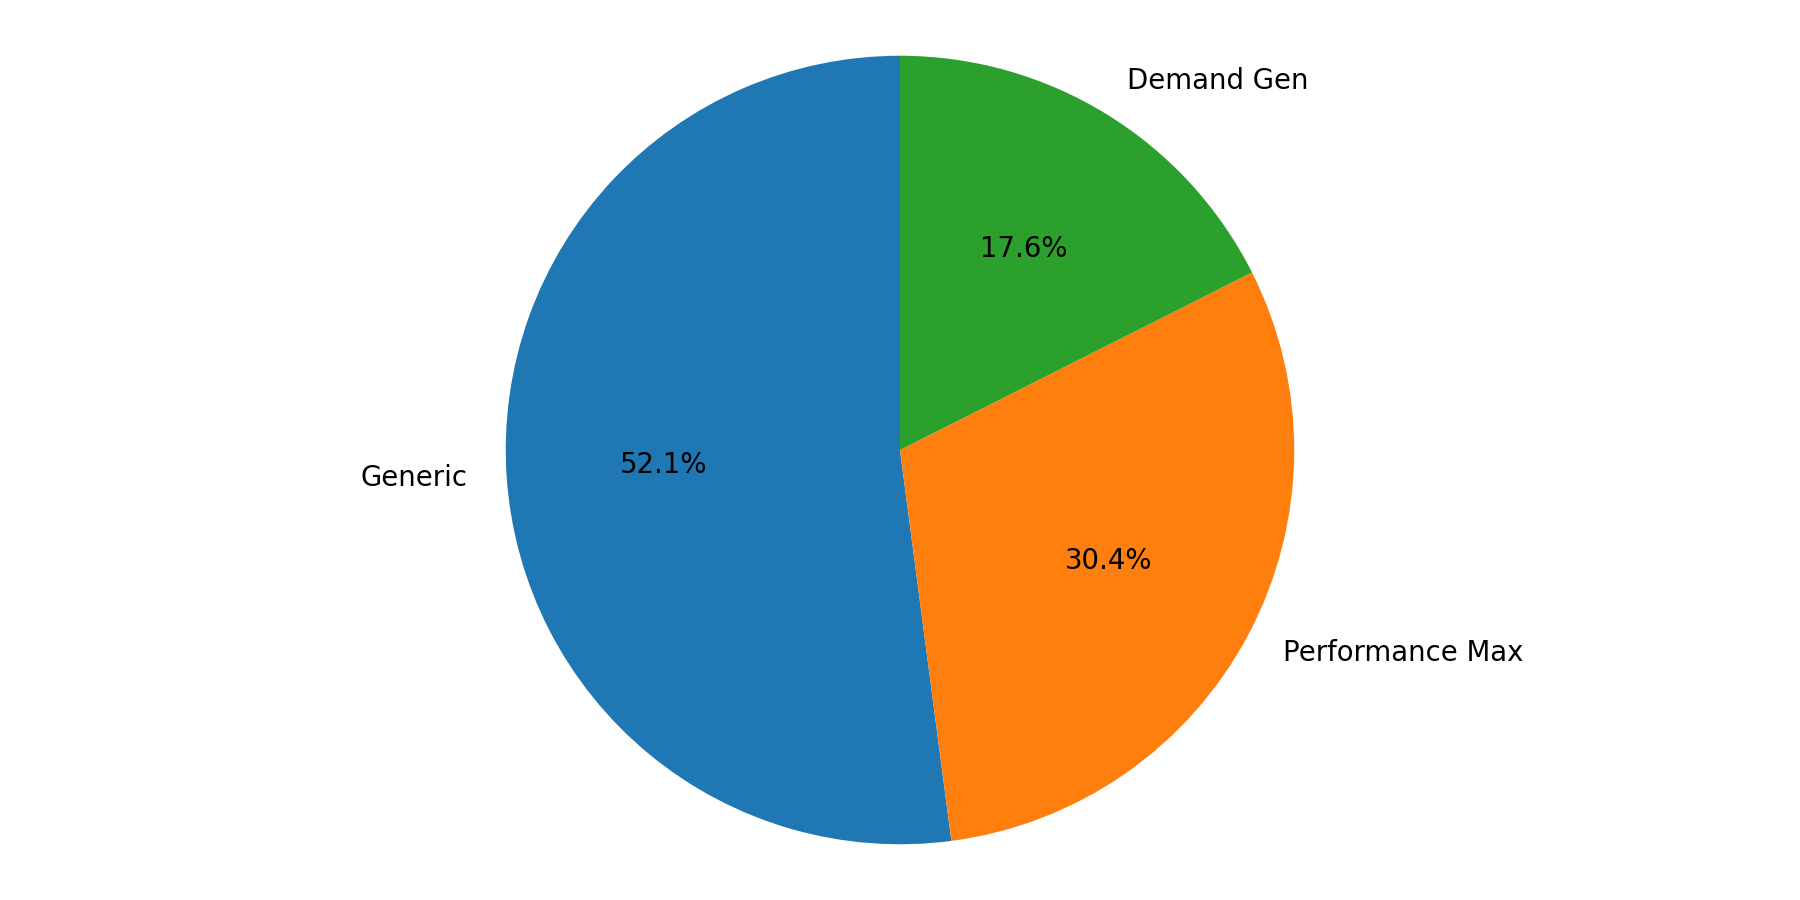 Demand Gen
17.6%
52.1%
Generic
30.4%
Performance Max